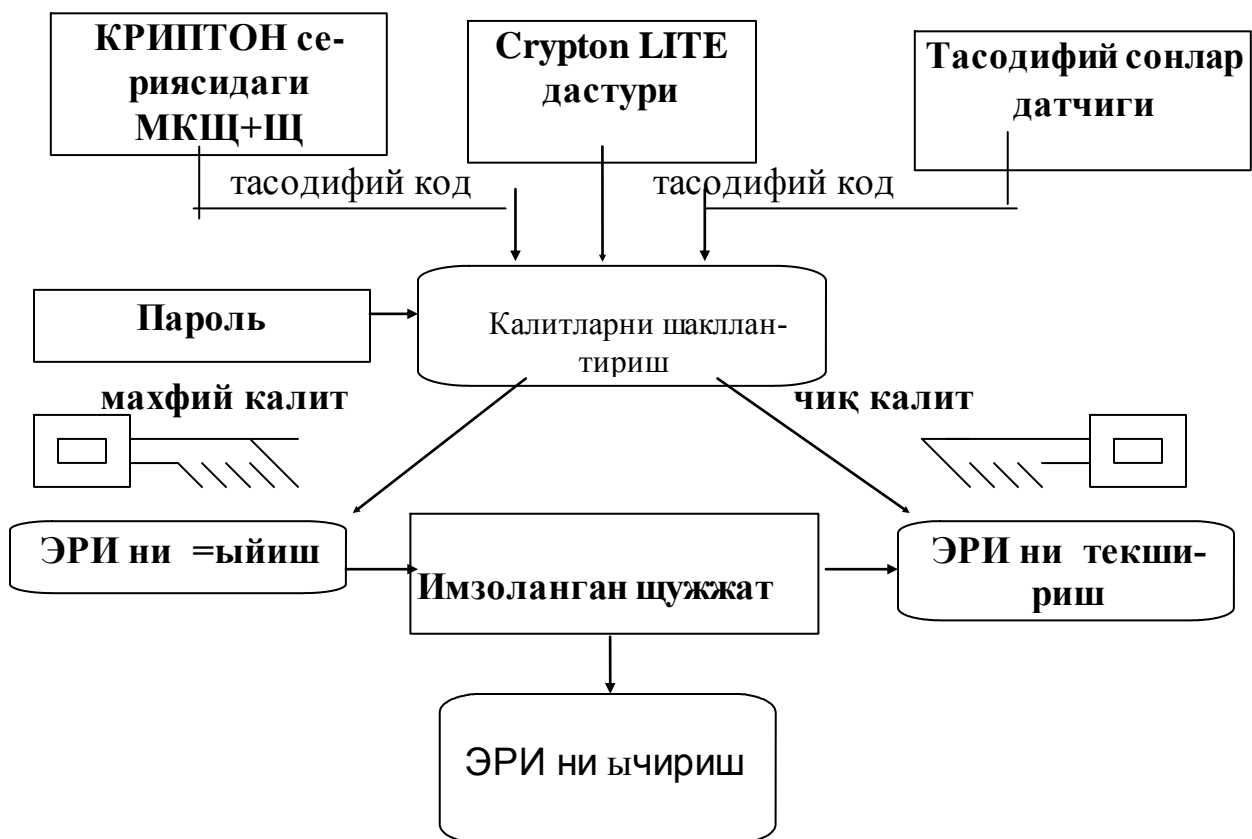 КРИПТОН се-
риясидаги
МКЩ+Щ
Crypton LITE
дастури
Тасодифий сонлар
датчиги
тасодифий код
тасодифий код
Пароль
Калитларни шакллан-
тириш
махфий калит
чиқ калит
ЭРИ ни =ыйиш
Имзоланган щужжат
ЭРИ ни текши-
риш
ЭРИ ни ычириш